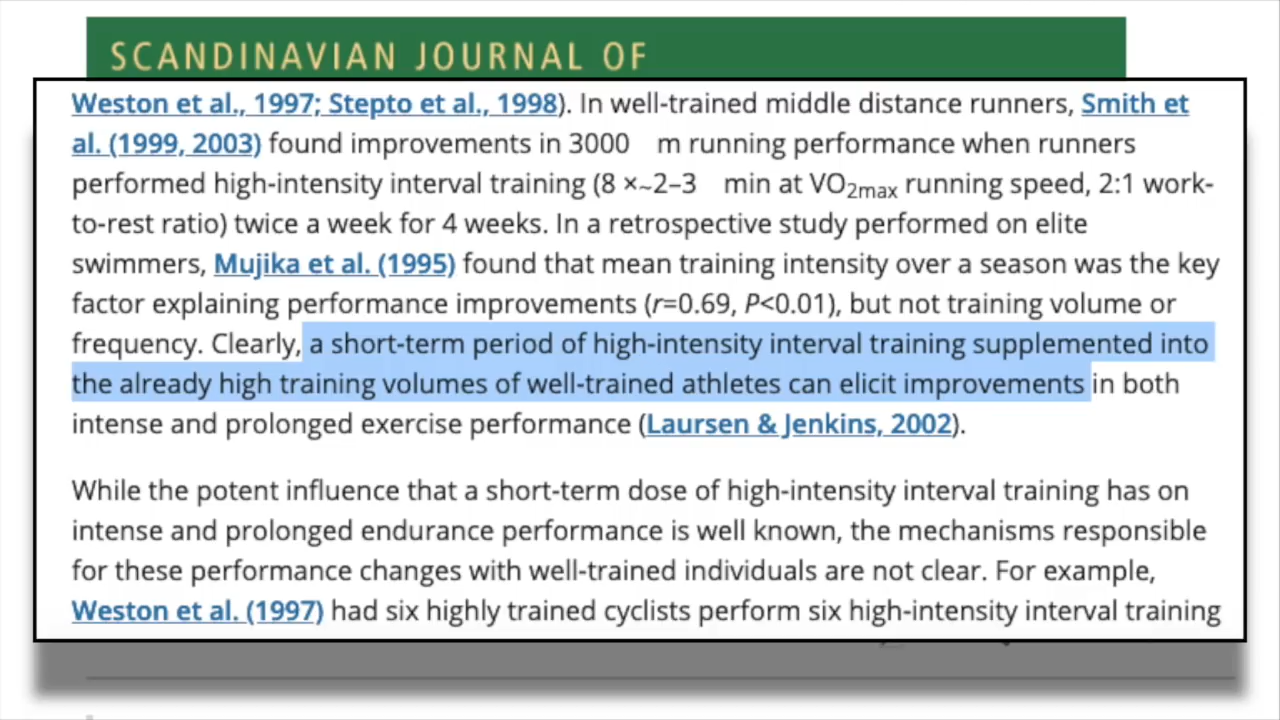 SCANDINAVIAN JOURNAL OF
Weston et al., 1997; Stepto et al., 1998). In well-trained middle distance runners, Smith et
al. (1999, 2003) found improvements in 3000 m running performance when runners
performed high-intensity interval training (8 ×~2–3 min at VO2max running speed, 2:1 work-
to-rest ratio) twice a week for 4 weeks. In a retrospective study performed on elite
swimmers, Mujika et al. (1995) found that mean training intensity over a season was the key
factor explaining performance improvements (r=0.69, P<0.01), but not training volume or
frequency. Clearly, a short-term period of high-intensity interval training supplemented into
the already high training volumes of well-trained athletes can elicit improvements in both
intense and prolonged exercise performance (Laursen & Jenkins, 2002).
While the potent influence that a short-term dose of high-intensity interval training has on
intense and prolonged endurance performance is well known, the mechanisms responsible
for these performance changes with well-trained individuals are not clear. For example,
Weston et al. (1997) had six highly trained cyclists perform six high-intensity interval training